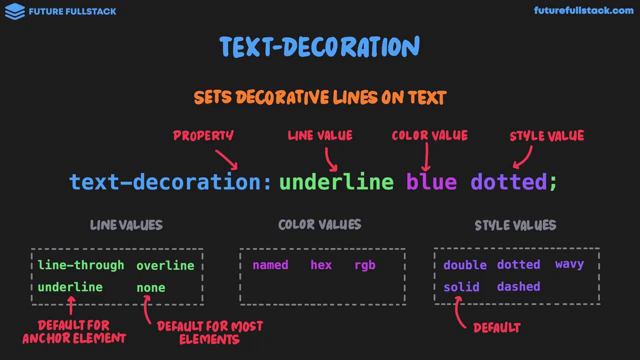 FUTURE FULLSTACK
futurefullstack.com
TEXT-DECORATION
SETS DECORATIVE LINES ON TEXT
PROPERTY LINE VALUE COLOR VALUE STYLE VALUE
text-decoration: underline blue dotted;
LINE VALUES COLOR VALUES STYLE VALUES
line-through overline named hex rgb double dotted wavy
underline none solid dashed
DEFAULT FOR ANCHOR ELEMENT
DEFAULT FOR MOST ELEMENTS
DEFAULT